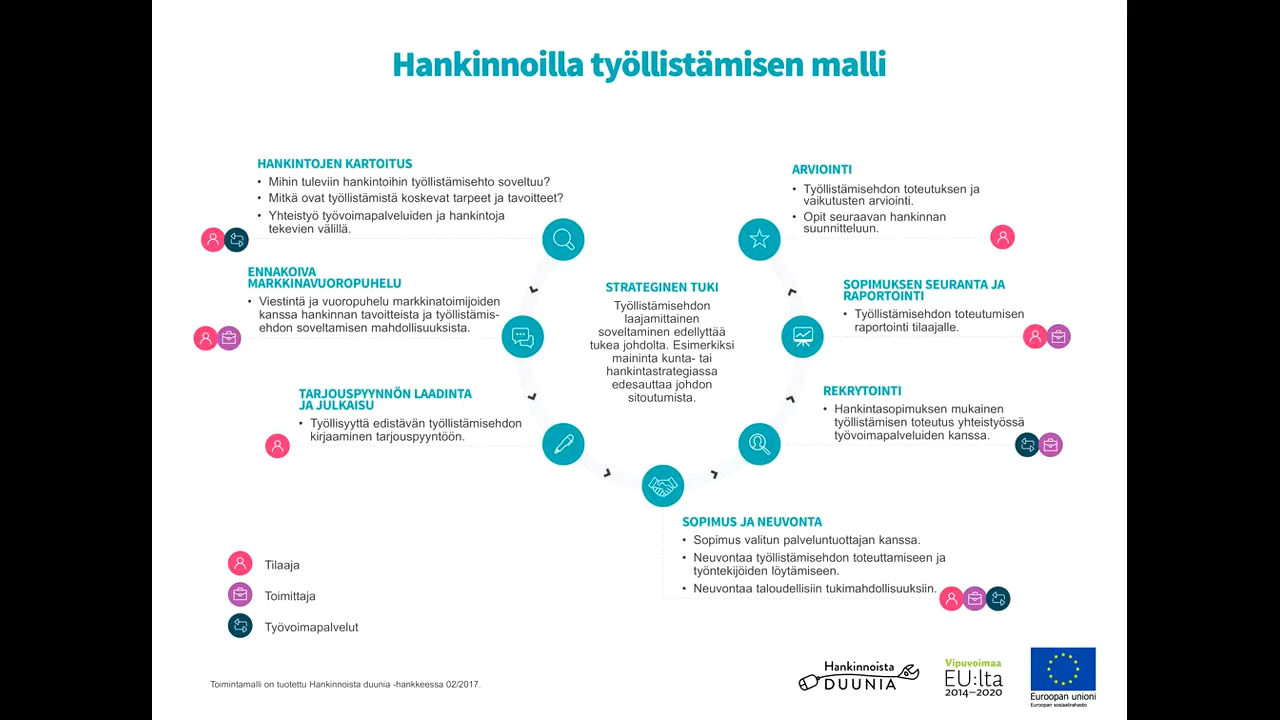 Hankinnoilla työllistämisen malli
HANKINTOJEN KARTOITUS
• Mihin tuleviin hankintoihin työllistämisehto soveltuu?
• Mitkä ovat työllistämistä koskevat tarpeet ja tavoitteet?
• Yhteistyö työvoimapalveluiden ja hankintoja
tekevien välillä.
ENNAKOIVA
MARKKINAVUOROPUHELU
• Viestintä ja vuoropuhelu markkinatoimijoiden
kanssa hankinnan tavoitteista ja työllistämis-
ehdon soveltamisen mahdollisuuksista.
TARJOUSPYYNNÖN LAADINTA
JA JULKAISU
• Työllisyyttä edistävän työllistämisehdon
kirjaaminen tarjouspyyntöön.
STRATEGINEN TUKI
Työllistämisehdon
laajamittainen
soveltaminen edellyttää
tukea johdolta. Esimerkiksi
maininta kunta- tai
hankintastrategiassa
edesauttaa johdon
sitoutumista.
ARVIOINTI
• Työllistämisehdon toteutuksen ja
vaikutusten arviointi.
• Opit seuraavan hankinnan
suunnitteluun.
SOPIMUKSEN SEURANTA JA
RAPORTOINTI
• Työllistämisehdon toteutumisen
raportointi tilaajalle.
REKRYTOINTI
• Hankintasopimuksen mukainen
työllistämisen toteutus yhteistyössä
työvoimapalveluiden kanssa.
SOPIMUS JA NEUVONTA
• Sopimus valitun palveluntuottajan kanssa.
• Neuvontaa työllistämisehdon toteuttamiseen ja
työntekijöiden löytämiseen.
• Neuvontaa taloudellisiin tukimahdollisuuksiin.
Tilaaja
Toimittaja
Työvoimapalvelut
Toimintamalli on tuotettu Hankinnoista duunia -hankkeessa 02/2017.
Hankinnoista
DUUNIA
Vipuvoimaa
EU:lta
2014–2020
Euroopan unioni
Euroopan sosiaalirahasto